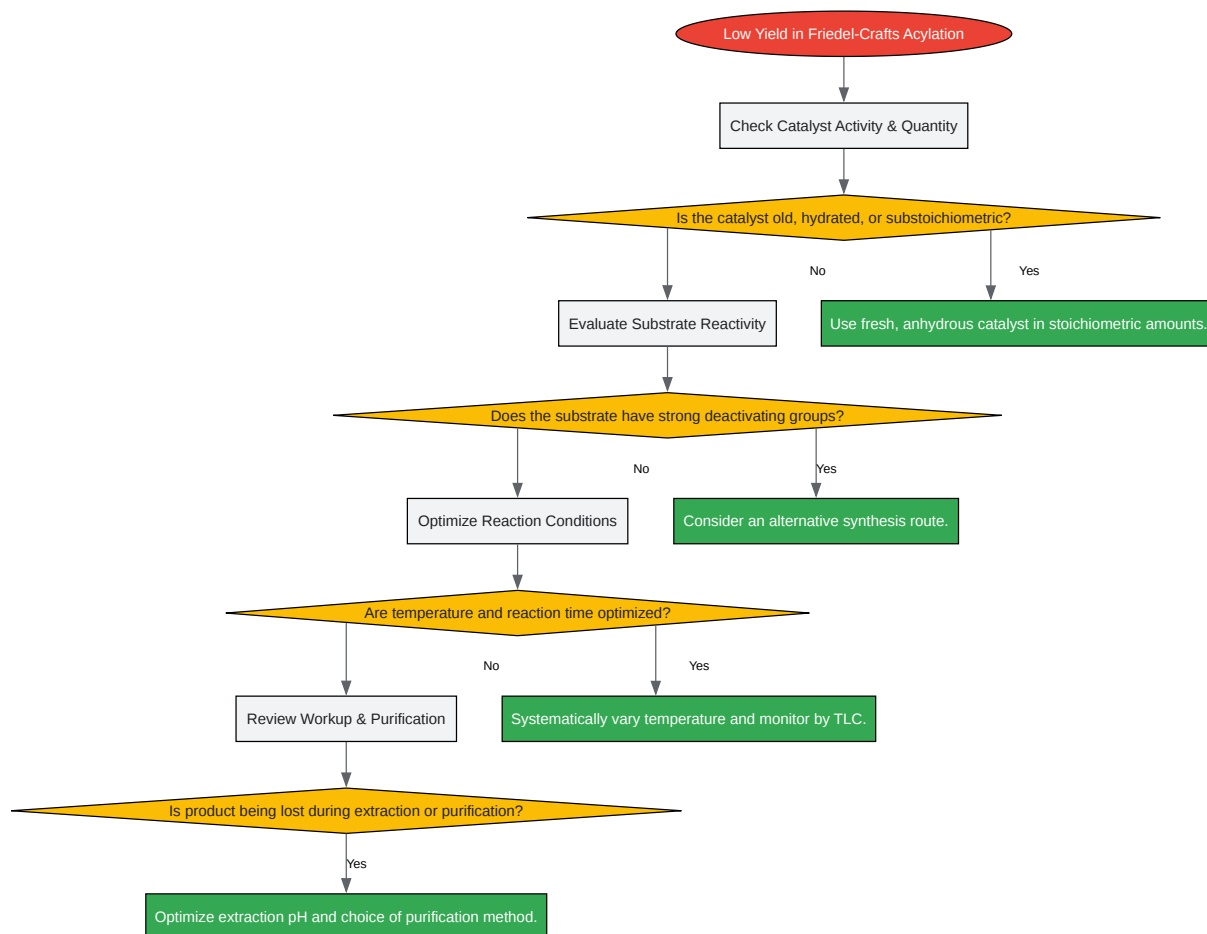 Low Yield in Friedel-Crafts Acylation
Check Catalyst Activity & Quantity
Is the catalyst old, hydrated, or substoichiometric?
No
Yes
Evaluate Substrate Reactivity
Use fresh, anhydrous catalyst in stoichiometric amounts.
Does the substrate have strong deactivating groups?
No
Yes
Optimize Reaction Conditions
Consider an alternative synthesis route.
Are temperature and reaction time optimized?
No
Yes
Review Workup & Purification
Systematically vary temperature and monitor by TLC.
Is product being lost during extraction or purification?
Yes
Optimize extraction pH and choice of purification method.